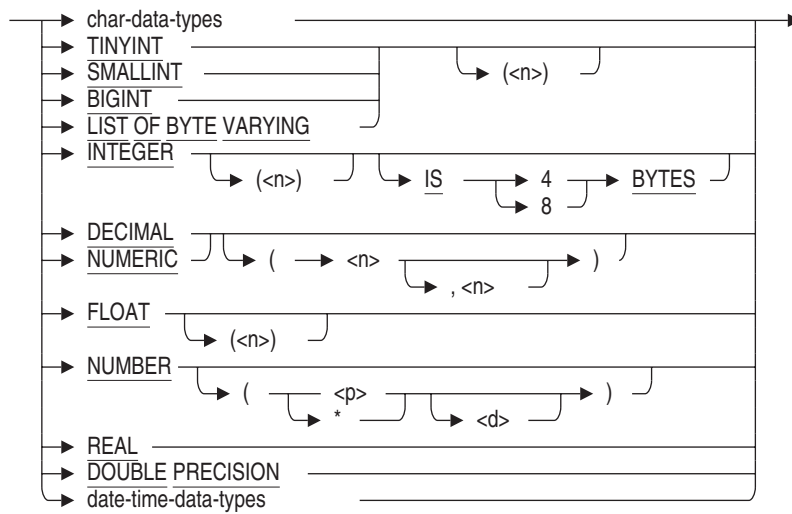 char-data-types
TINYINT
SMALLINT (<n>)
BIGINT
LIST OF BYTE VARYING
INTEGER
(<n>) IS 4 BYTES
8
DECIMAL
NUMERIC ( <n> )
, <n>
FLOAT
(<n>)
NUMBER
( <p> )
* <d>
REAL
DOUBLE PRECISION
date-time-data-types